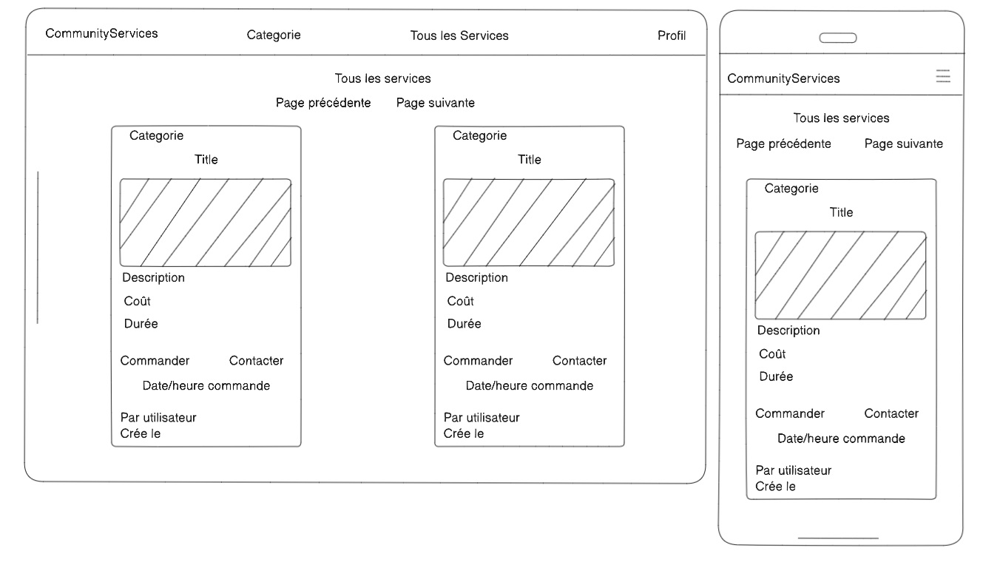 CommunityServices Categorie Tous les Services Profil
Tous les services
Page précédente Page suivante
Categorie
Title
Description
Coût
Durée
Commander Contacter
Date/heure commande
Par utilisateur
Crée le
Categorie
Title
Description
Coût
Durée
Commander Contacter
Date/heure commande
Par utilisateur
Crée le
CommunityServices
Tous les services
Page précédente Page suivante
Categorie
Title
Description
Coût
Durée
Commander Contacter
Date/heure commande
Par utilisateur
Crée le